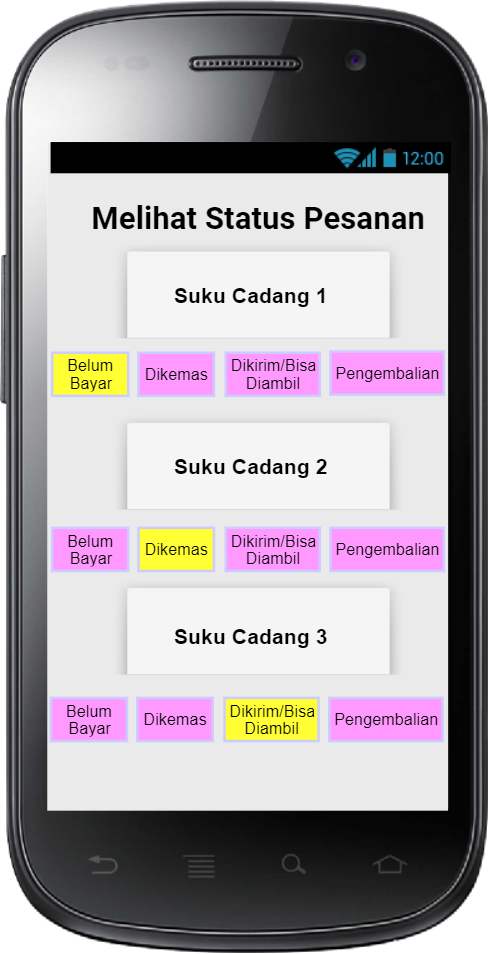 12:00
Melihat Status Pesanan
Suku Cadang 1
Belum
Bayar
Dikemas
Dikirim/Bisa
Diambil
Pengembalian
Suku Cadang 2
Belum
Bayar
Dikemas
Dikirim/Bisa
Diambil
Pengembalian
Suku Cadang 3
Belum
Bayar
Dikemas
Dikirim/Bisa
Diambil
Pengembalian